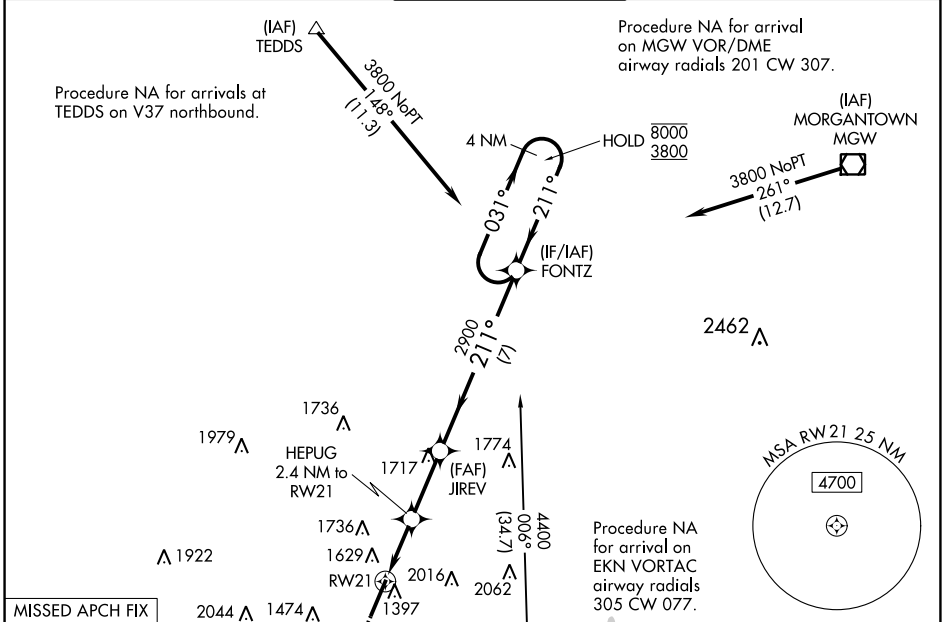 (IAF)
TEDDS
Procedure NA for arrival
on MGW VOR/DME
airway radials 201 CW 307.
Procedure NA for arrivals at
TEDDS on V37 northbound.
3800 NoPT
148°
(11.3)
(IAF)
MORGANTOWN
MGW
4 NM
HOLD 8000
3800
3800 NoPT
261°
(12.7)
031°
211°
(IF/IAF)
FONTZ
2900
211°
(7)
2462
1736
1979
HEPUG
2.4 NM to
RW21
1717
(FAF)
JIREV
1774
MSA RW21 25 NM
4700
4400
006°
(34.7)
1736
1629
1922
RW21
2016
2062
1397
Procedure NA
for arrival on
EKN VORTAC
airway radials
305 CW 077.
MISSED APCH FIX
2044
1474